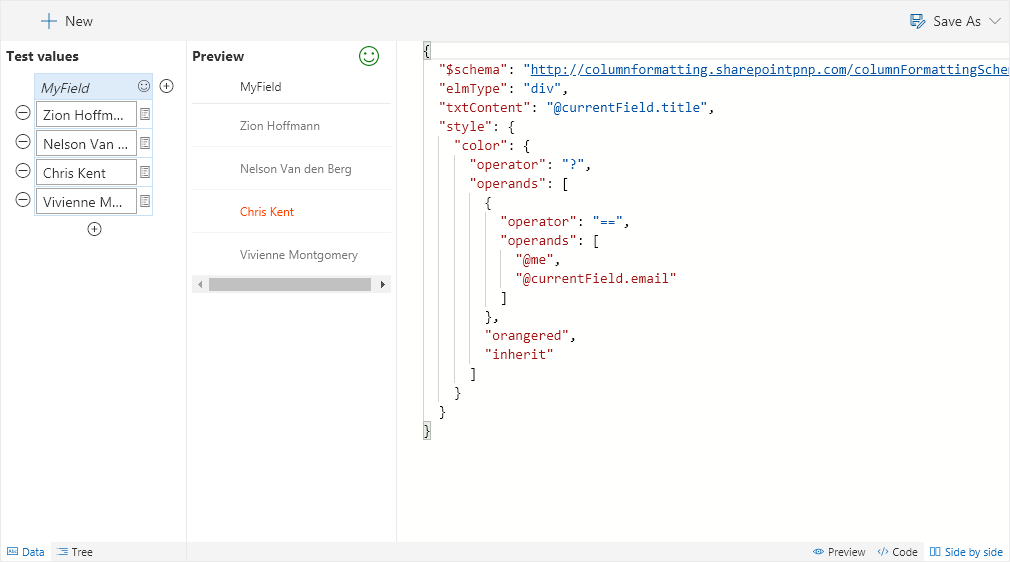 New
Save As
Test values
MyField
Zion Hoffm...
Nelson Van ...
Chris Kent
Vivienne M...
Preview
MyField
Zion Hoffmann
Nelson Van den Berg
Chris Kent
Vivienne Montgomery
{
"$schema": "http://columnformatting.sharepointpnp.com/columnFormattingSchem
"elmType": "div",
"txtContent": "@currentField.title",
"style": {
"color": {
"operator": "?",
"operands": [
{
"operator": "==",
"operands": [
"@me",
"@currentField.email"
]
},
"orangered",
"inherit"
]
}
}
}
Data
Tree
Preview
Code
Side by side